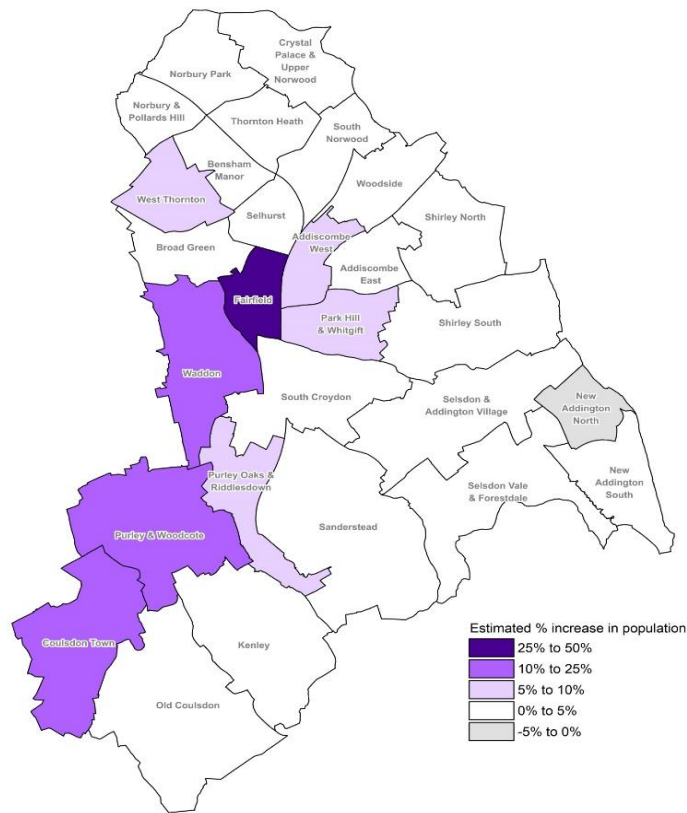 Crystal
Palace &
Upper
Norwood
Norbury Park
Norbury &
Pollards Hill
Thornton Heath
South
Norwood
Bensham
Manor
Woodside
West Thornton
Selhurst
Shirley North
Addiscombe
West
Broad Green
Addiscombe
East
Fairfield
Park Hill
& Whitgift
Shirley South
Waddon
South Croydon
Selsdon &
Addington Village
New
Addington
North
Purley Oaks &
Riddlesdown
New
Addington
South
Selsdon Vale
& Forestdale
Sanderstead
Purley & Woodcote
Coulsdon Town
Kenley
Old Coulsdon
Estimated % increase in population
25% to 50%
10% to 25%
5% to 10%
0% to 5%
-5% to 0%